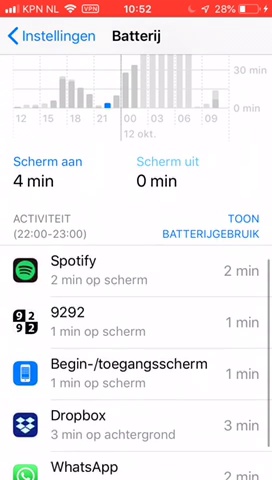 KPN NL VPN 10:52 28%
Instellingen Batterij
30 min
0 min
12 15 18 21 00 03 06 09
12 okt.
Scherm aan Scherm uit
4 min 0 min
ACTIVITEIT TOON
(22:00-23:00) BATTERIJGEBRUIK
Spotify
2 min op scherm 2 min
9292
1 min op scherm 1 min
Begin-/toegangsscherm
1 min op scherm 1 min
Dropbox
3 min op achtergrond 3 min
WhatsApp
2 min